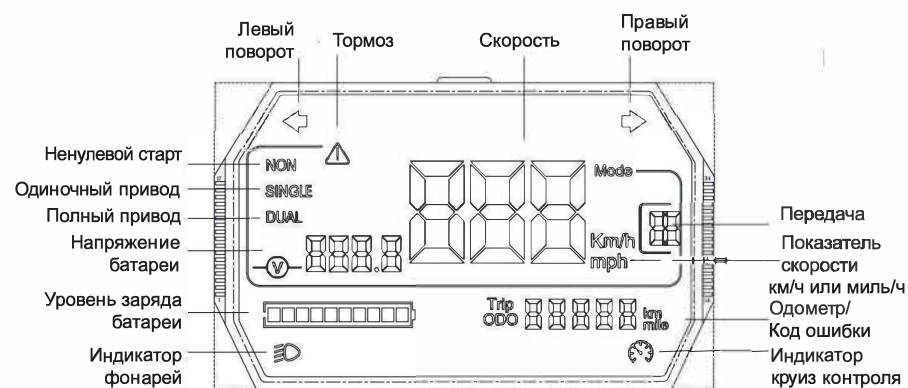 Левый
поворот
Тормоз
Скорость
Правый
поворот
Ненулевой старт
Одиночный привод
Полный привод
Напряжение
батареи
Уровень заряда
батареи
Индикатор
фонарей
NON
SINGLE
DUAL
V
Mode
Km/h
mph
Trip
ODO
km
mile
Передача
Показатель
скорости
км/ч или миль/ч
Одометр/
Код ошибки
Индикатор
круиз контроля